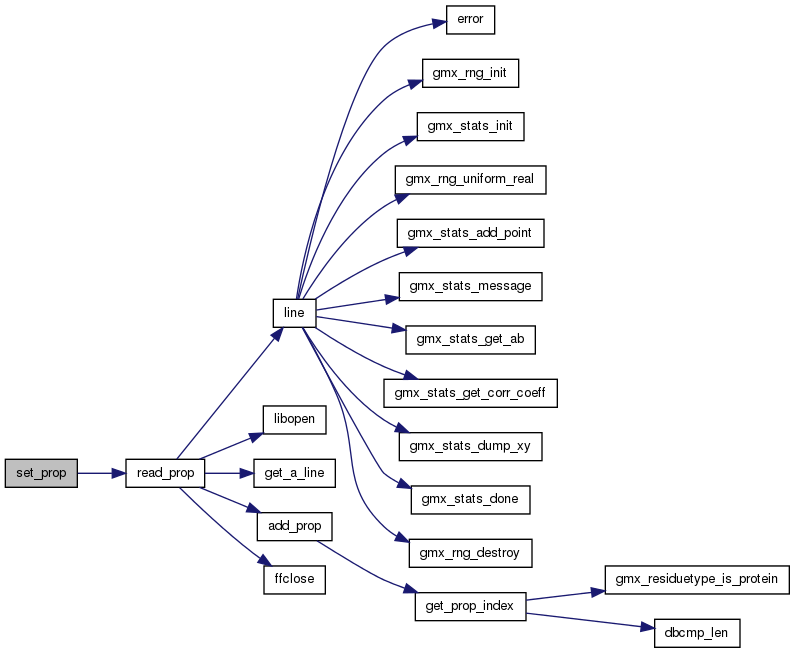 error
gmx_rng_init
gmx_stats_init
gmx_rng_uniform_real
gmx_stats_add_point
gmx_stats_message
line
gmx_stats_get_ab
gmx_stats_get_corr_coeff
libopen
gmx_stats_dump_xy
set_prop
read_prop
get_a_line
gmx_stats_done
add_prop
gmx_rng_destroy
ffclose
gmx_residuetype_is_protein
get_prop_index
dbcmp_len